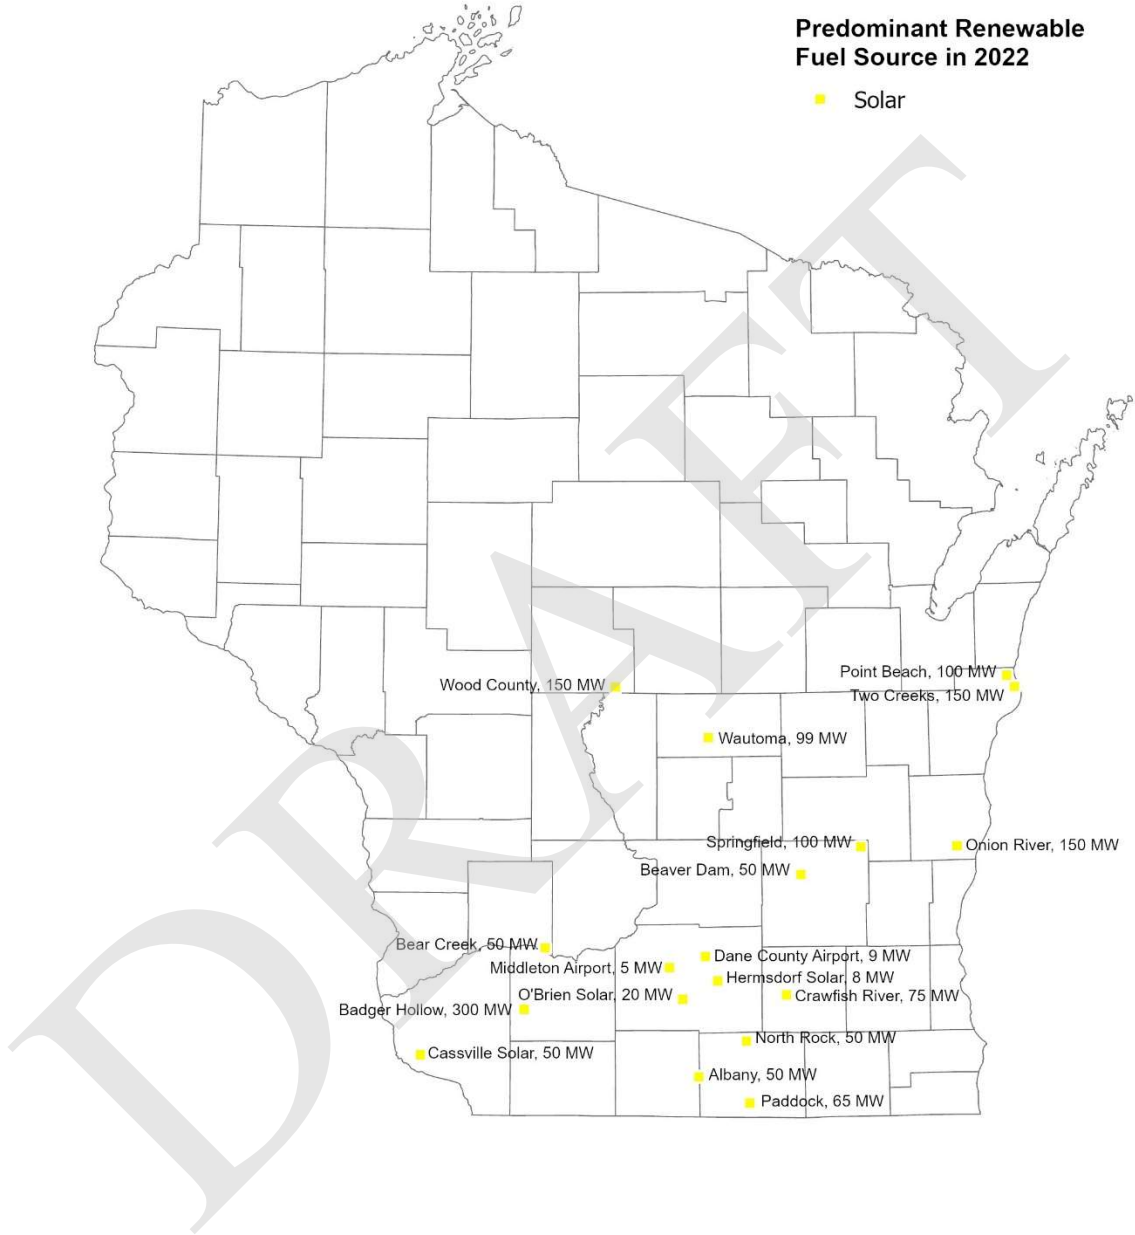 Predominant Renewable
Fuel Source in 2022
Solar
Point Beach, 100 MW
Wood County, 150 MW
Two Creeks, 150 MW
Wautoma, 99 MW
Springfield, 100 MW
Onion River, 150 MW
Beaver Dam, 50 MW
Bear Creek, 50 MW
Dane County Airport, 9 MW
Middleton Airport, 5 MW
Hermsdorf Solar, 8 MW
O'Brien Solar, 20 MW
Crawfish River, 75 MW
Badger Hollow, 300 MW
North Rock, 50 MW
Cassville Solar, 50 MW
Albany, 50 MW
Paddock, 65 MW
DRAFT